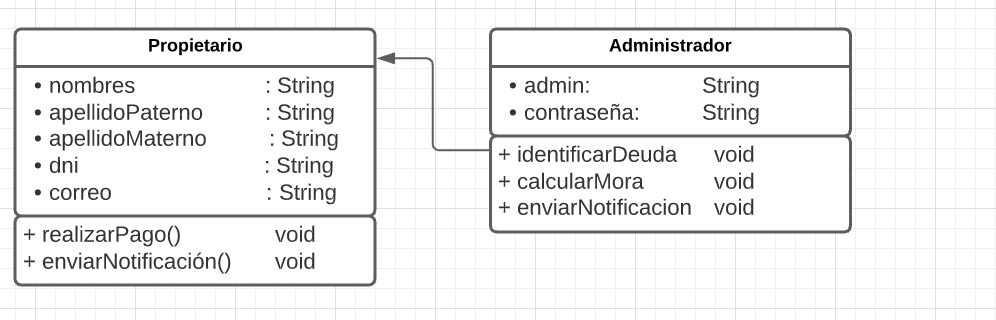 Propietario
• nombres : String
• apellidoPaterno : String
• apellidoMaterno : String
• dni : String
• correo : String
+ realizarPago() void
+ enviarNotificación() void
Administrador
• admin: String
• contraseña: String
+ identificarDeuda void
+ calcularMora void
+ enviarNotificacion void